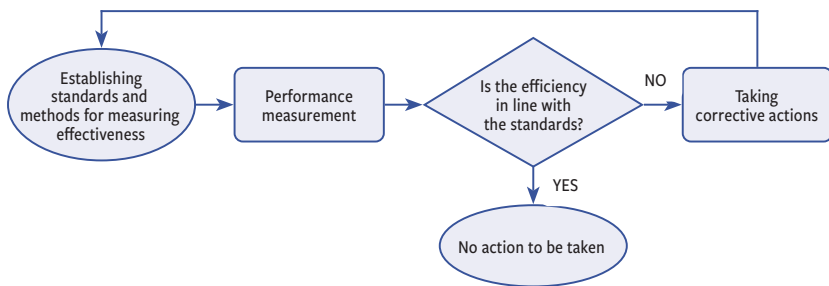 Establishing
standards and
methods for measuring
effectiveness
Performance
measurement
Is the efficiency
in line with
the standards?
NO
Taking
corrective actions
YES
No action to be taken